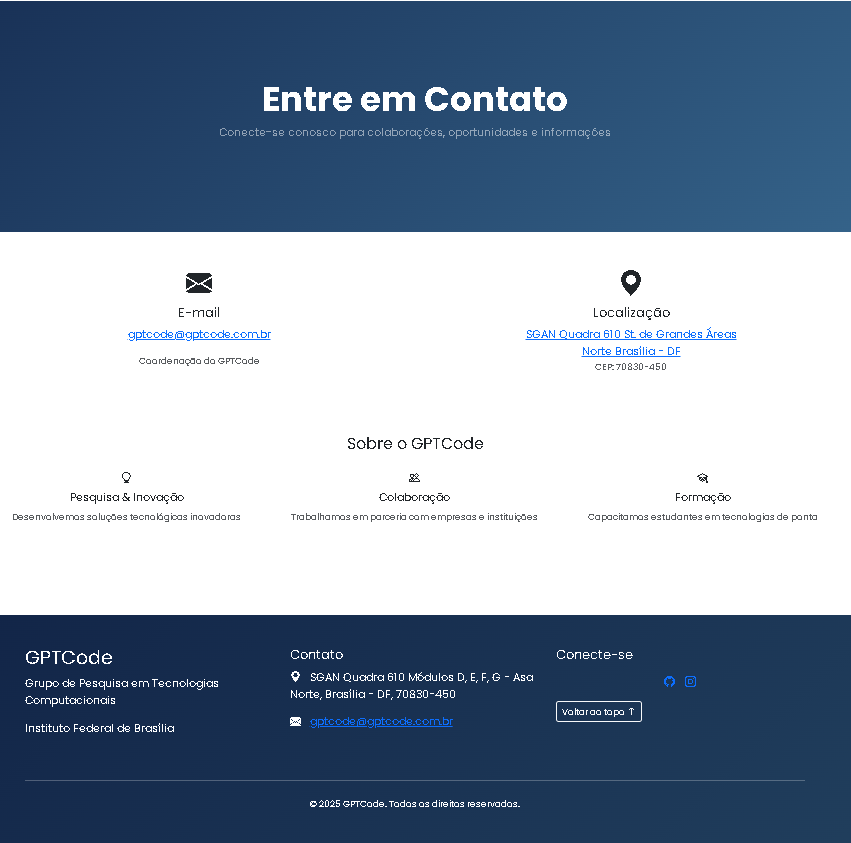 Entre em Contato
Conecte-se conosco para colaborações, oportunidades e informações
E-mail
gptcode@gptcode.com.br
Coordenação do GPTCode
Localização
SGAN Quadra 610 St. de Grandes Áreas
Norte Brasília - DF
CEP: 70830-450
Sobre o GPTCode
Pesquisa & Inovação
Desenvolvemos soluções tecnológicas inovadoras
Colaboração
Trabalhamos em parceria com empresas e instituições
Formação
Capacitamos estudantes em tecnologias de ponta
GPTCode
Grupo de Pesquisa em Tecnologias
Computacionais
Instituto Federal de Brasília
Contato
SGAN Quadra 610 Módulos D, E, F, G - Asa
Norte, Brasília - DF, 70830-450
gptcode@gptcode.com.br
Conecte-se
Voltar ao topo ↑
© 2025 GPTCode. Todos os direitos reservados.